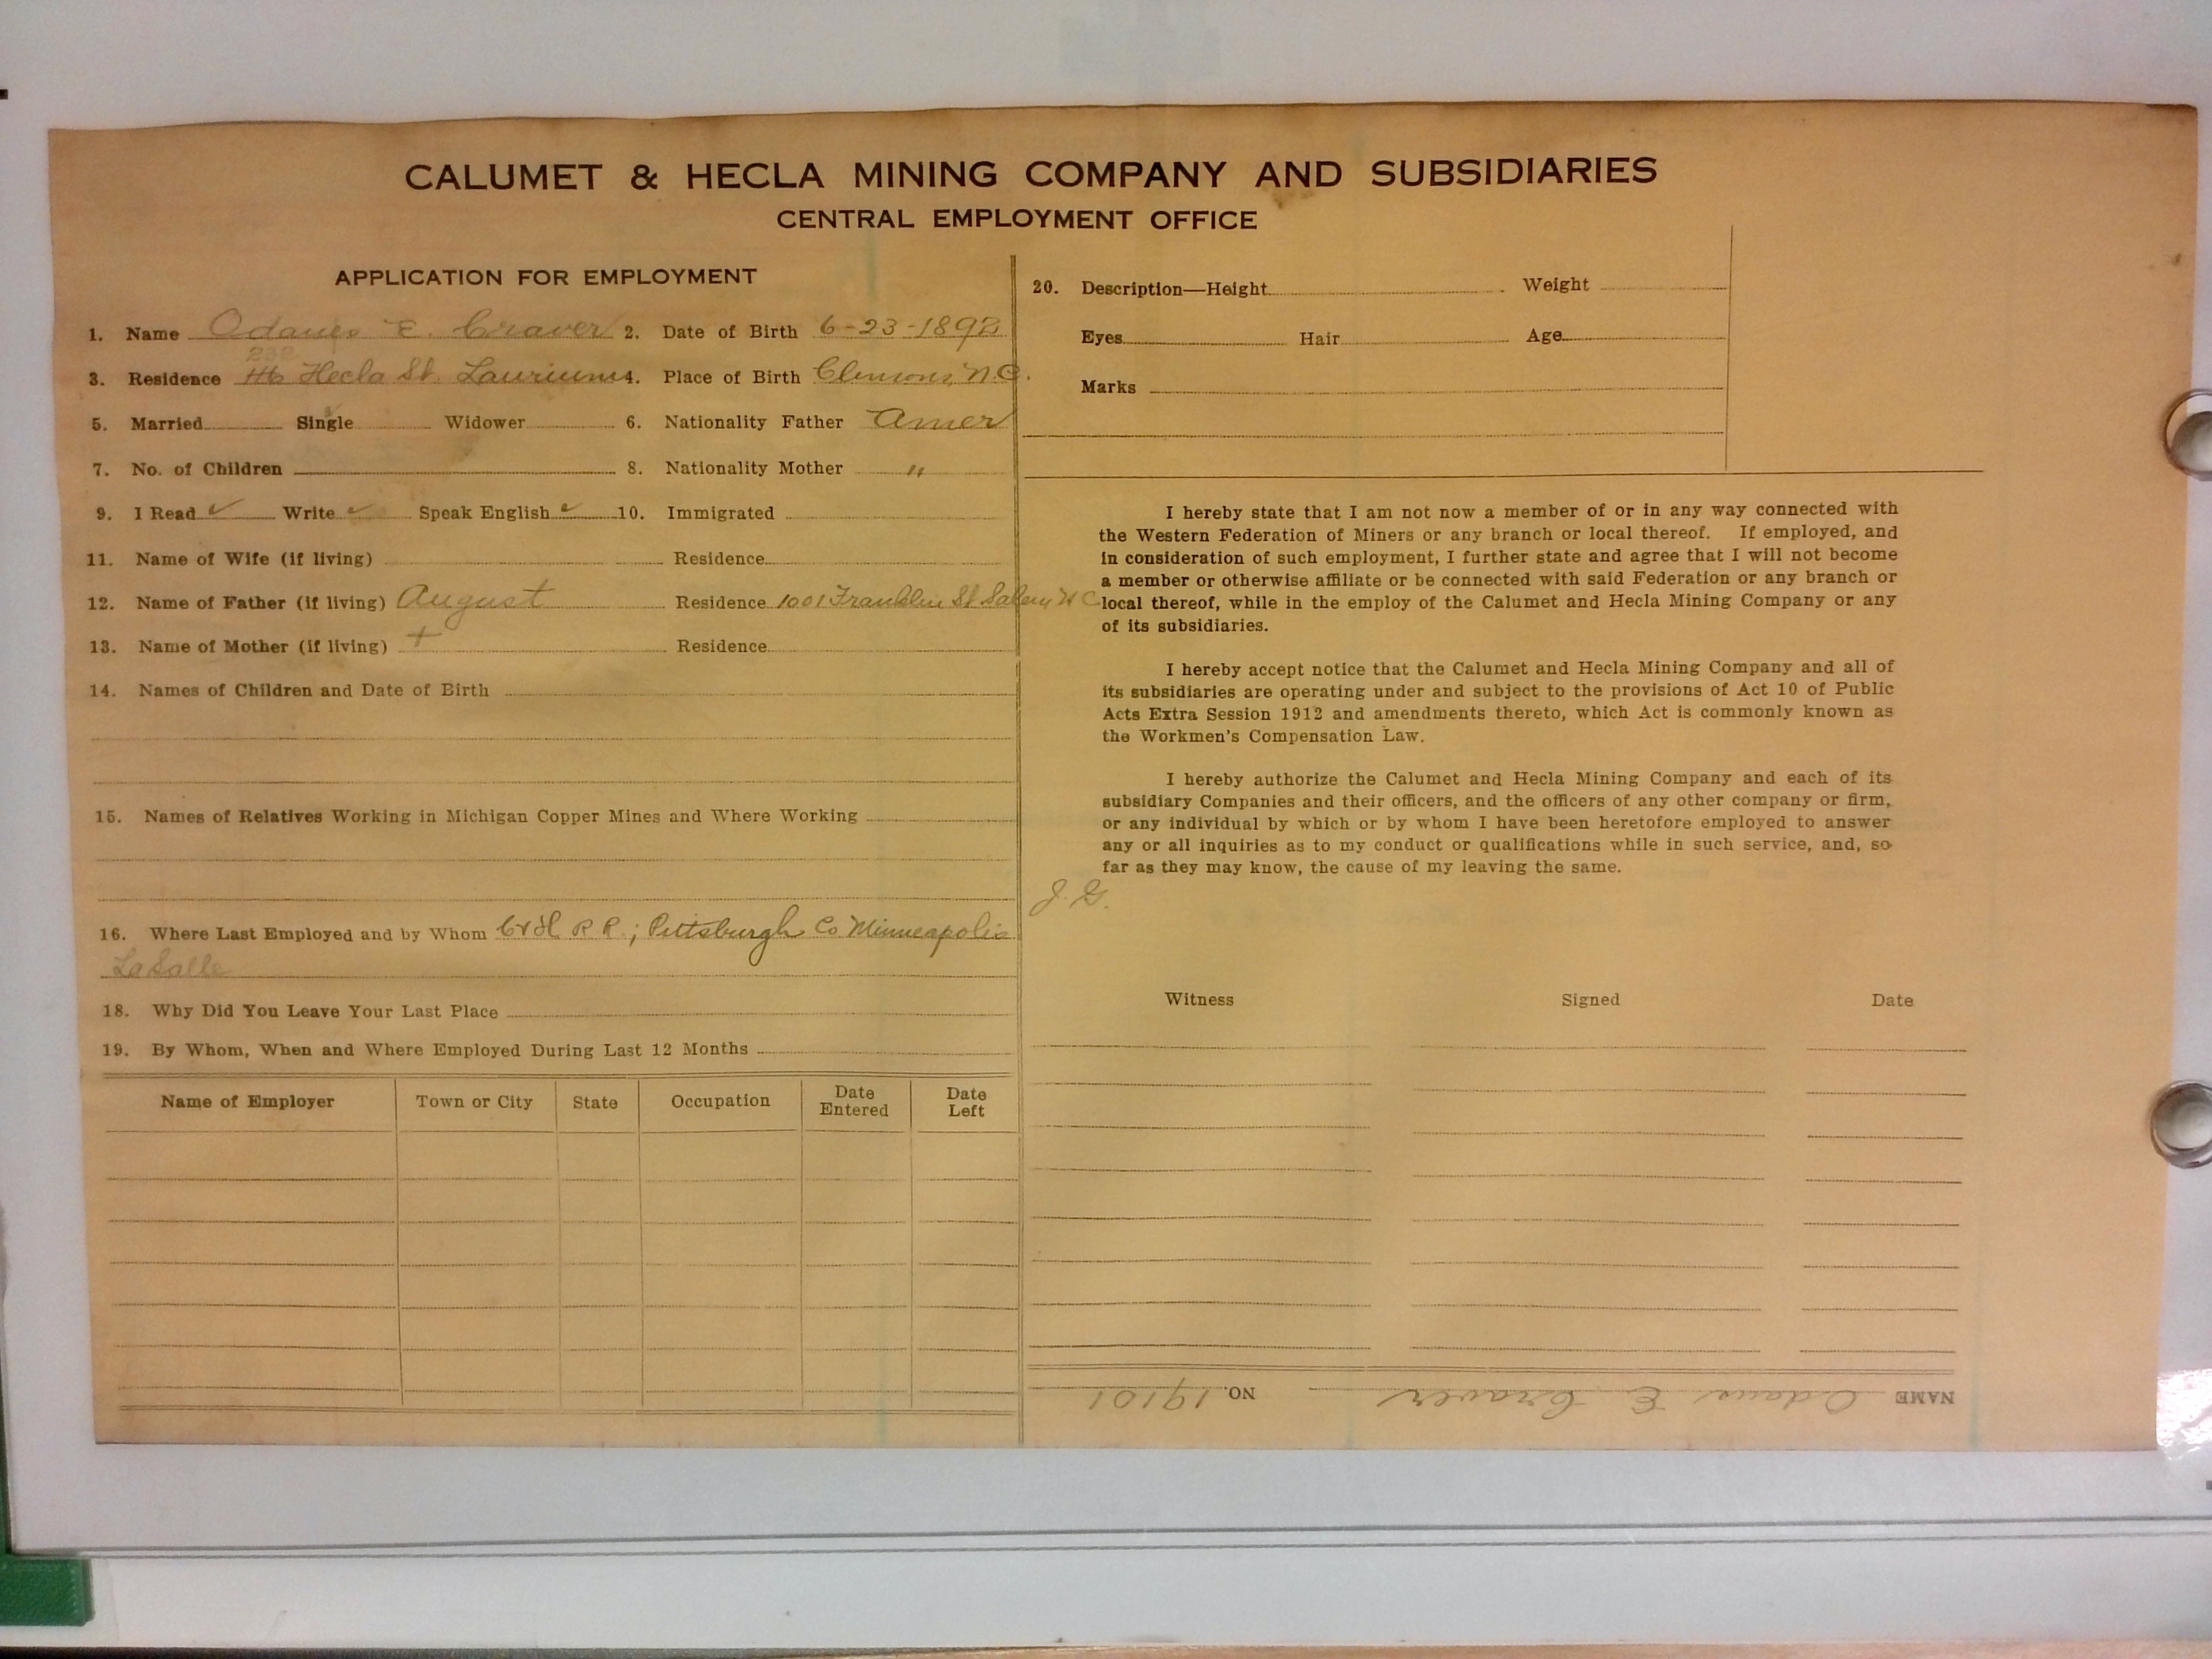 CALUMET & HECLA MINING COMPANY AND SUBSIDIARIES
CENTRAL EMPLOYMENT OFFICE
APPLICATION FOR EMPLOYMENT
1. Name E. Craver 2. Date of Birth 6-23-1892
3. Residence Hecla St. Laurium 4. Place of Birth Clemons, N.C.
5. Married Single Widower 6. Nationality Father Amer
7. No. of Children 8. Nationality Mother "
9. I Read ✓ Write ✓ Speak English ✓ 10. Immigrated
11. Name of Wife (if living) Residence
12. Name of Father (if living) August Residence 1001 Franklin St Salem
13. Name of Mother (if living) + Residence
14. Names of Children and Date of Birth
15. Names of Relatives Working in Michigan Copper Mines and Where Working
16. Where Last Employed and by Whom C & H R R; Pittsburgh Co Minneapolis
LaSalle
18. Why Did You Leave Your Last Place
19. By Whom, When and Where Employed During Last 12 Months
Name of Employer Town or City State Occupation Date Entered Date Left
20. Description—Height Weight
Eyes Hair Age
Marks
I hereby state that I am not now a member of or in any way connected with
the Western Federation of Miners or any branch or local thereof. If employed, and
in consideration of such employment, I further state and agree that I will not become
a member or otherwise affiliate or be connected with said Federation or any branch or
local thereof, while in the employ of the Calumet and Hecla Mining Company or any
of its subsidiaries.
I hereby accept notice that the Calumet and Hecla Mining Company and all of
its subsidiaries are operating under and subject to the provisions of Act 10 of Public
Acts Extra Session 1912 and amendments thereto, which Act is commonly known as
the Workmen's Compensation Law.
I hereby authorize the Calumet and Hecla Mining Company and each of its
subsidiary Companies and their officers, and the officers of any other company or firm,
or any individual by which or by whom I have been heretofore employed to answer
any or all inquiries as to my conduct or qualifications while in such service, and, so
far as they may know, the cause of my leaving the same.
J. G.
Witness Signed Date
NAME E. Craver NO. 19101